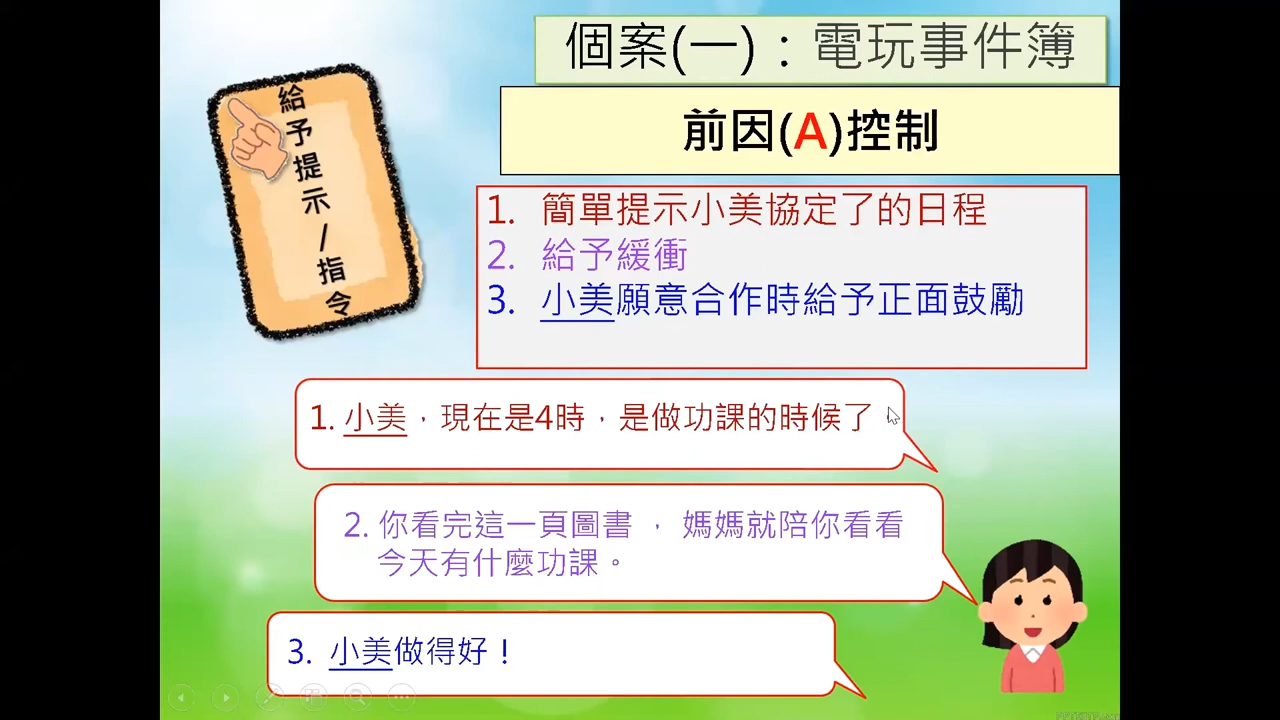 個案(一)：電玩事件簿
前因(A)控制
給予提示/指令
1. 簡單提示小美協定了的日程
2. 給予緩衝
3. 小美願意合作時給予正面鼓勵
1. 小美，現在是4時，是做功課的時候了
2. 你看完這一頁圖書 ， 媽媽就陪你看看
今天有什麼功課。
3. 小美做得好！